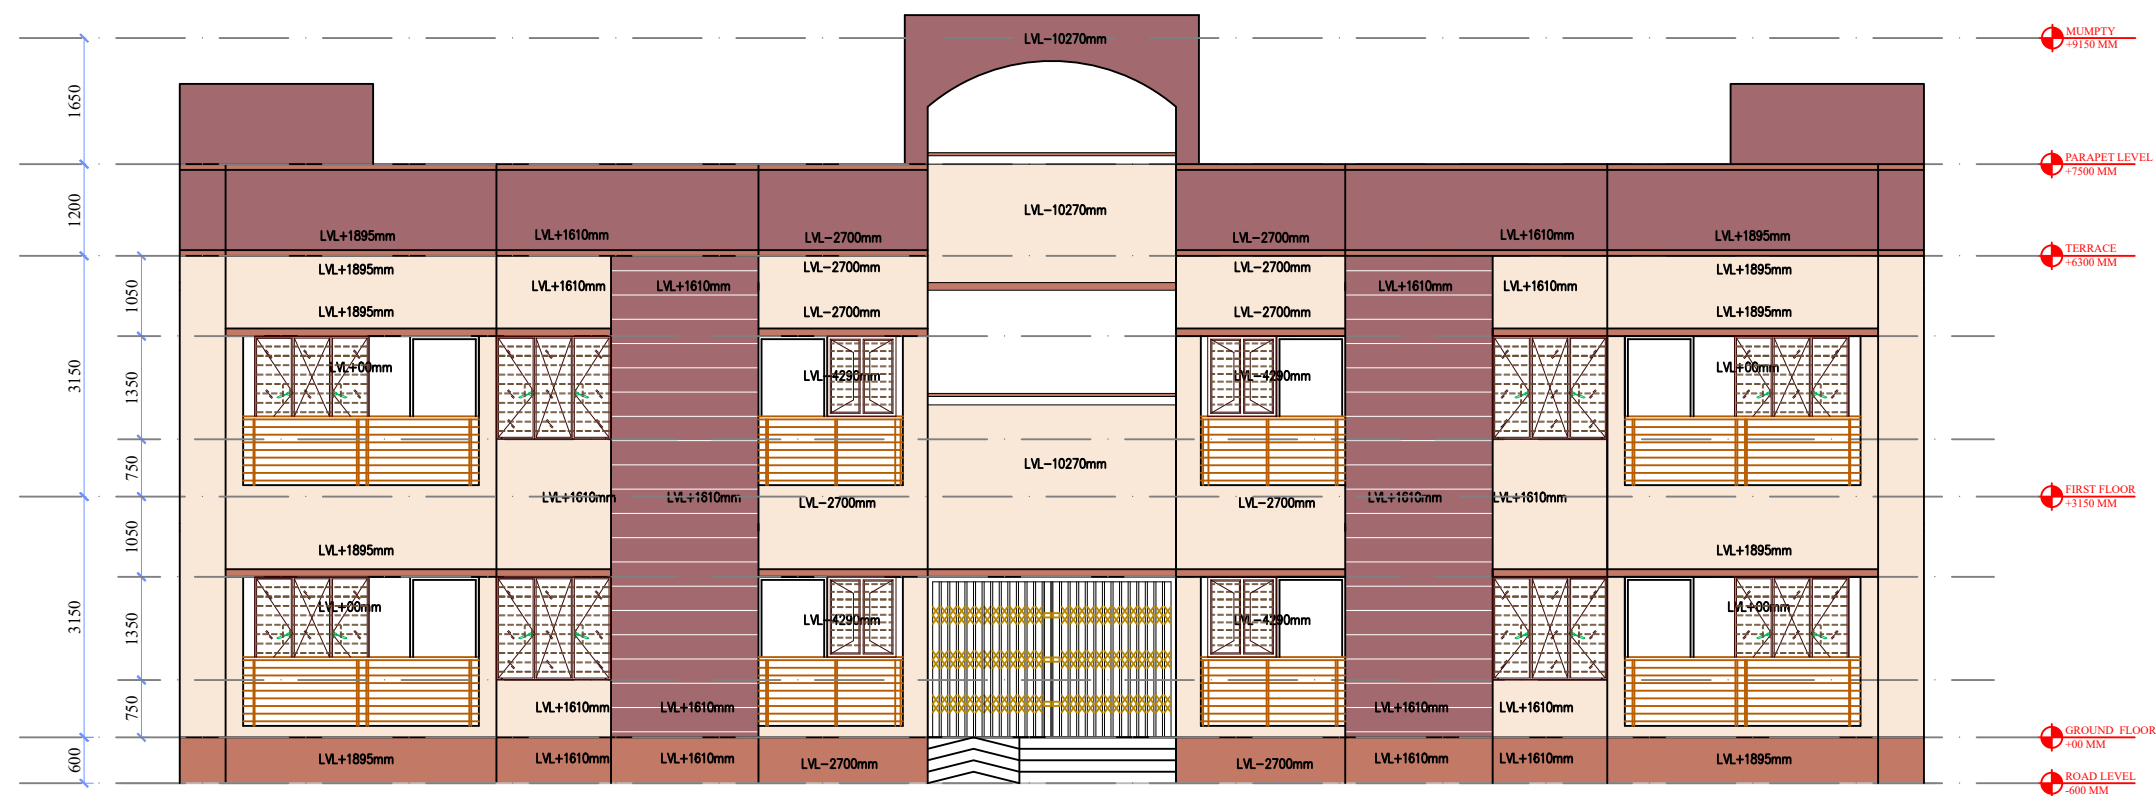 LVL-10270mm
MUMPTY
+9150 MM
1650
PARAPET LEVEL
+7500 MM
1200
LVL-10270mm
LVL+1895mm
LVL+1610mm
LVL-2700mm
LVL-2700mm
LVL+1610mm
LVL+1895mm
TERRACE
+6300 MM
LVL+1895mm
LVL-2700mm
LVL-2700mm
LVL+1895mm
1050
LVL+1610mm
LVL+1610mm
LVL+1610mm
LVL+1610mm
LVL+1895mm
LVL-2700mm
LVL-2700mm
LVL+1895mm
3150
1350
LVL+00mm
LVL-4290mm
LVL-4290mm
LVL+00mm
750
LVL-10270mm
LVL+1610mm
LVL+1610mm
LVL-2700mm
LVL-2700mm
LVL+1610mm
LVL+1610mm
FIRST FLOOR
+3150 MM
1050
LVL+1895mm
LVL+1895mm
3150
1350
LVL+00mm
LVL-4290mm
LVL-4290mm
LVL+00mm
750
LVL+1610mm
LVL+1610mm
LVL+1610mm
LVL+1610mm
GROUND FLOOR
+00 MM
600
LVL+1895mm
LVL+1610mm
LVL+1610mm
LVL-2700mm
LVL-2700mm
LVL+1610mm
LVL+1610mm
LVL+1895mm
ROAD LEVEL
-600 MM